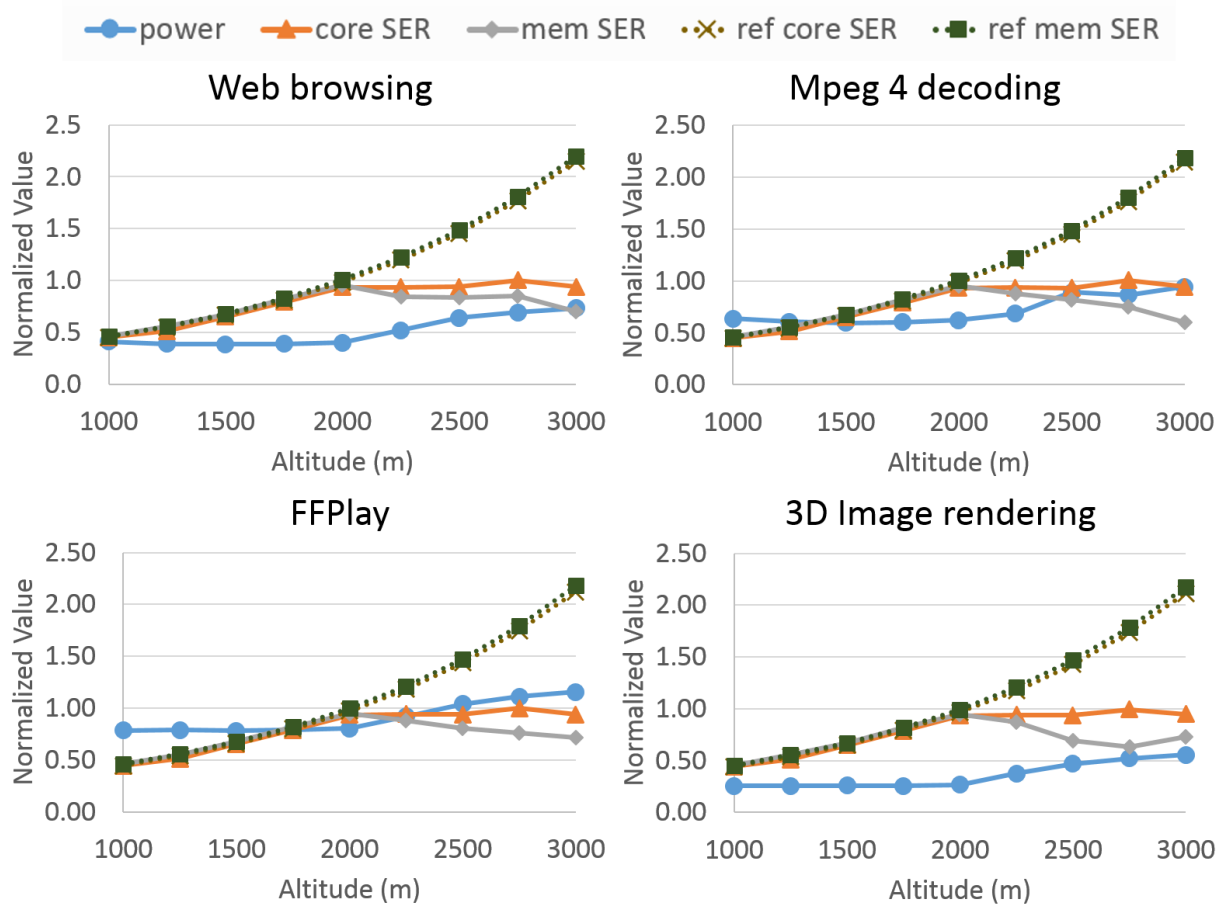 power core SER mem SER ref core SER ref mem SER
Web browsing
Normalized Value
2.5
2.0
1.5
1.0
0.5
0.0
1000 1500 2000 2500 3000
Altitude (m)
Mpeg 4 decoding
Normalized Value
2.50
2.00
1.50
1.00
0.50
0.00
1000 1500 2000 2500 3000
Altitude (m)
FFPlay
Normalized Value
2.50
2.00
1.50
1.00
0.50
0.00
1000 1500 2000 2500 3000
Altitude (m)
3D Image rendering
Normalized Value
2.50
2.00
1.50
1.00
0.50
0.00
1000 1500 2000 2500 3000
Altitude (m)